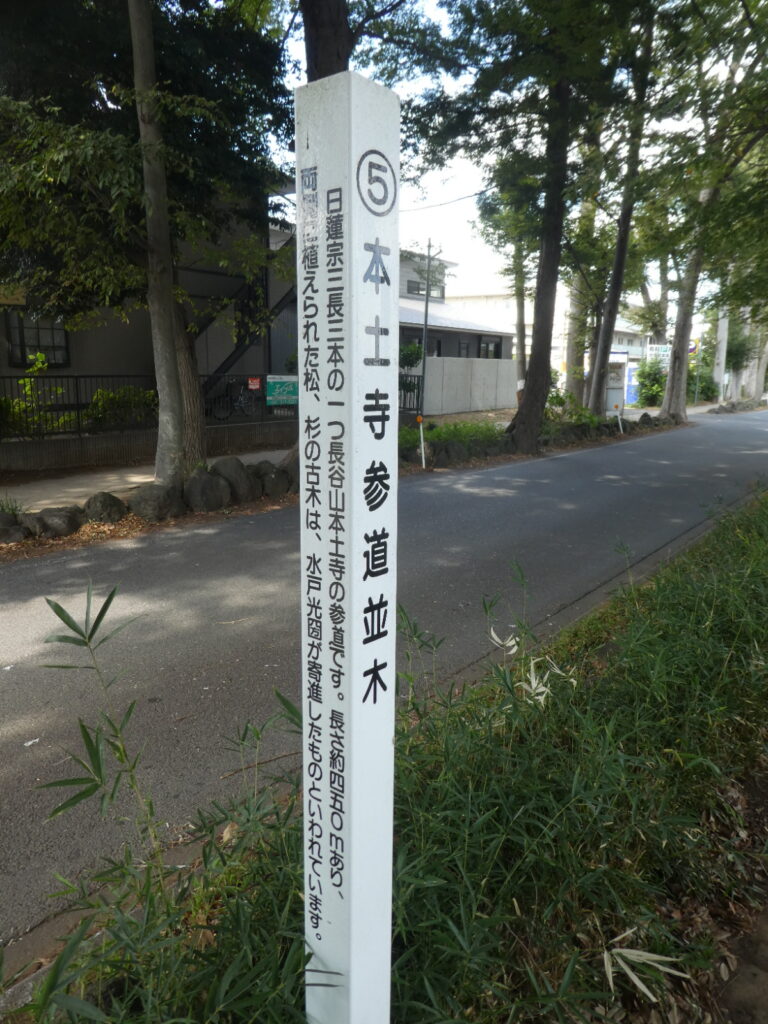 ⑤本土寺参道並木
日蓮宗三長三本の一つ長谷山本土寺の参道です。長さ約四五〇mあり、
両側に植えられた松、杉の古木は、水戸光圀が寄進したものといわれています。